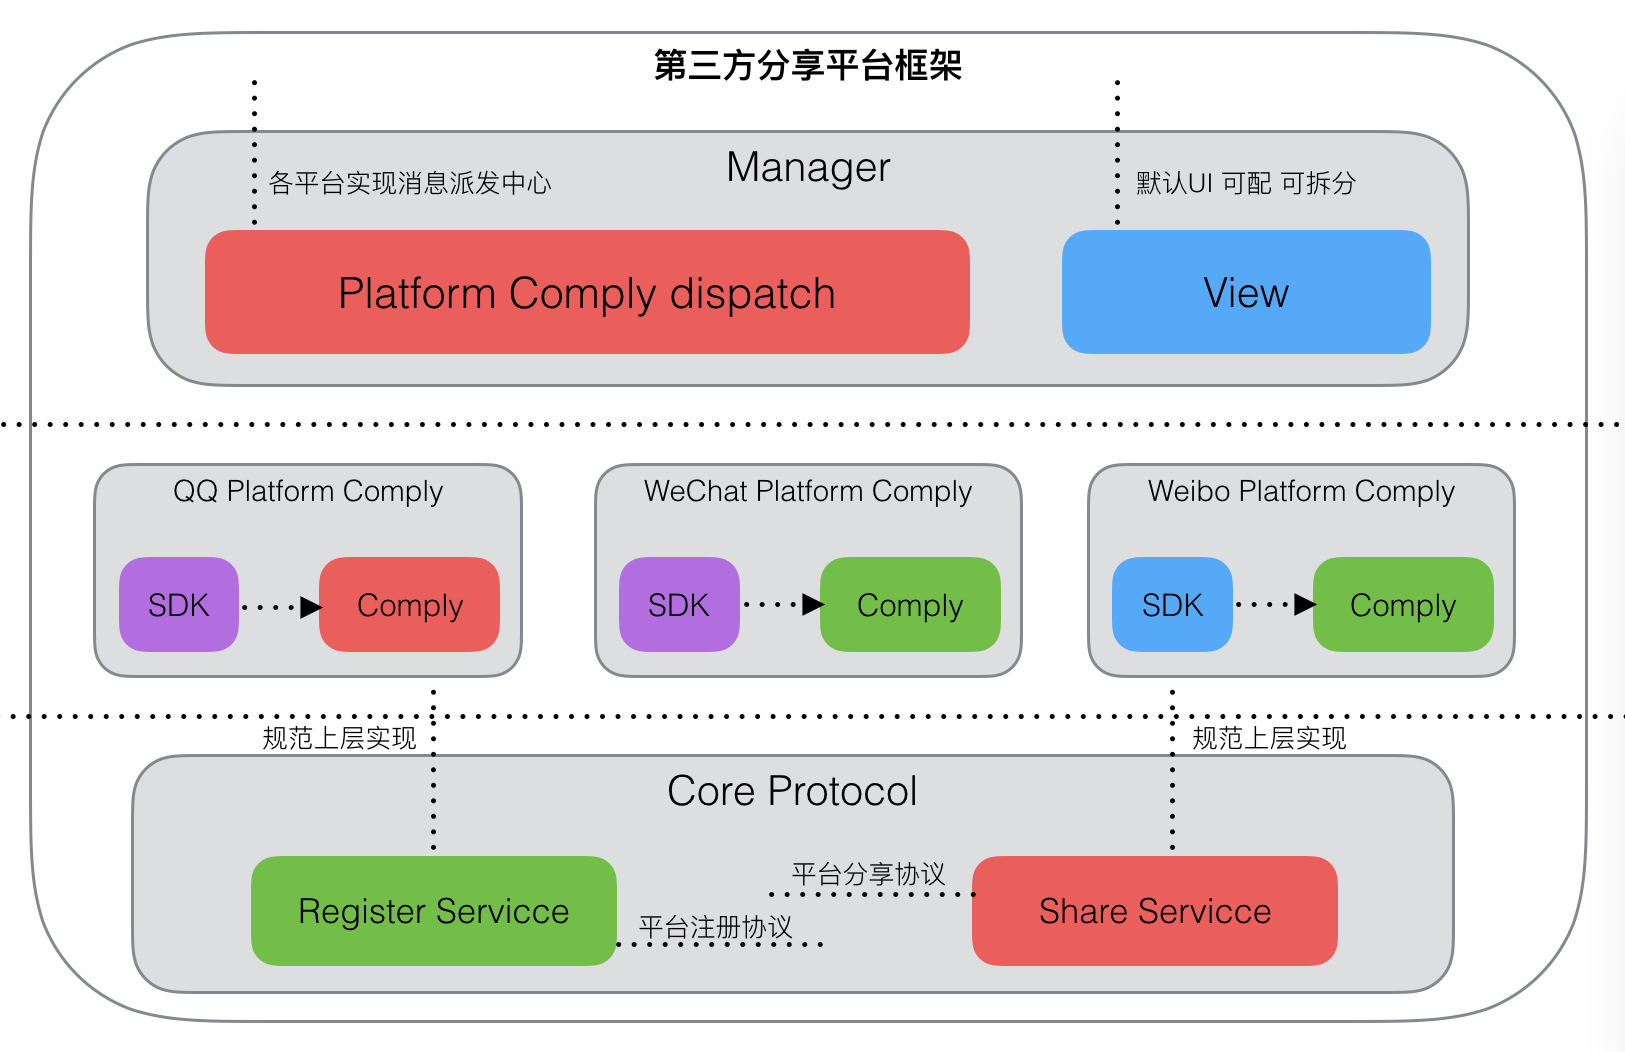 第三方分享平台框架
Manager
各平台实现消息派发中心
默认UI 可配 可拆分
Platform Comply dispatch
View
QQ Platform Comply
WeChat Platform Comply
Weibo Platform Comply
SDK
Comply
SDK
Comply
SDK
Comply
规范上层实现
规范上层实现
Core Protocol
平台分享协议
Register Servicce
Share Servicce
平台注册协议